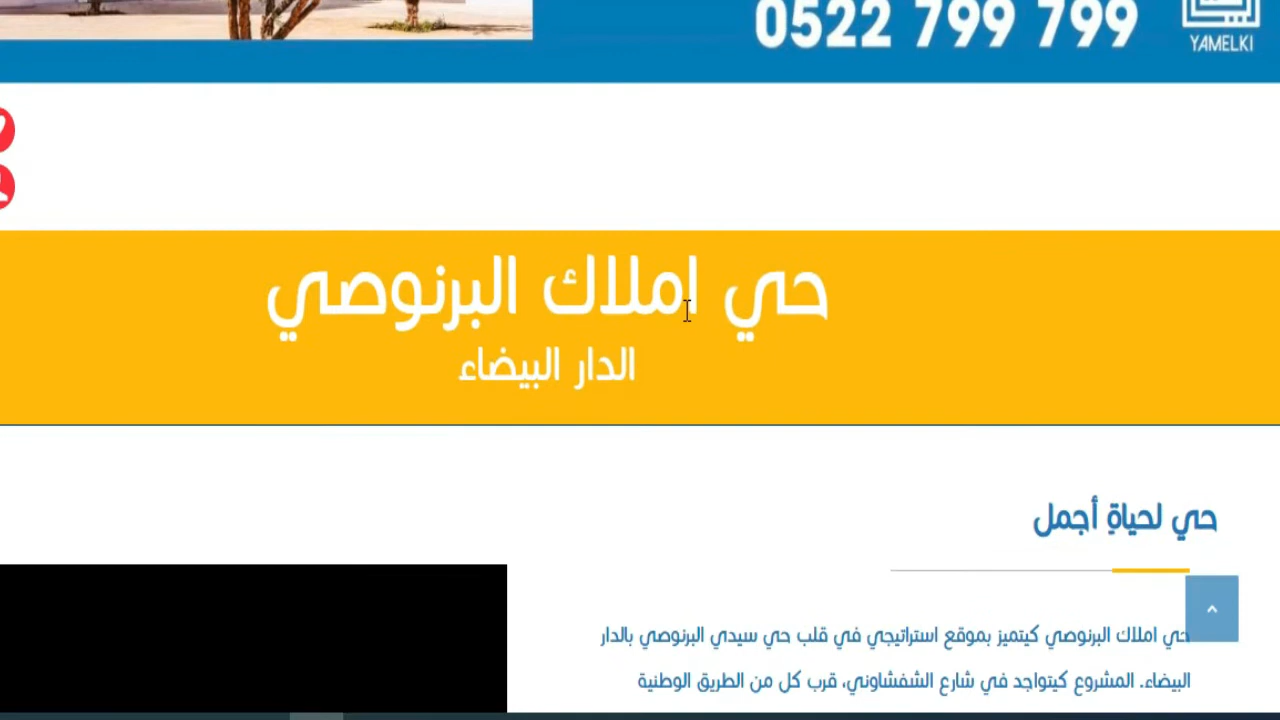 0522 799 799
YAMELKI
حي املاك البرنوصي
الدار البيضاء
حي لحياةِ أجمل
حي املاك البرنوصي كيتميز بموقع استراتيجي في قلب حي سيدي البرنوصي بالدار
البيضاء. المشروع كيتواجد في شارع الشفشاوني، قرب كل من الطريق الوطنية